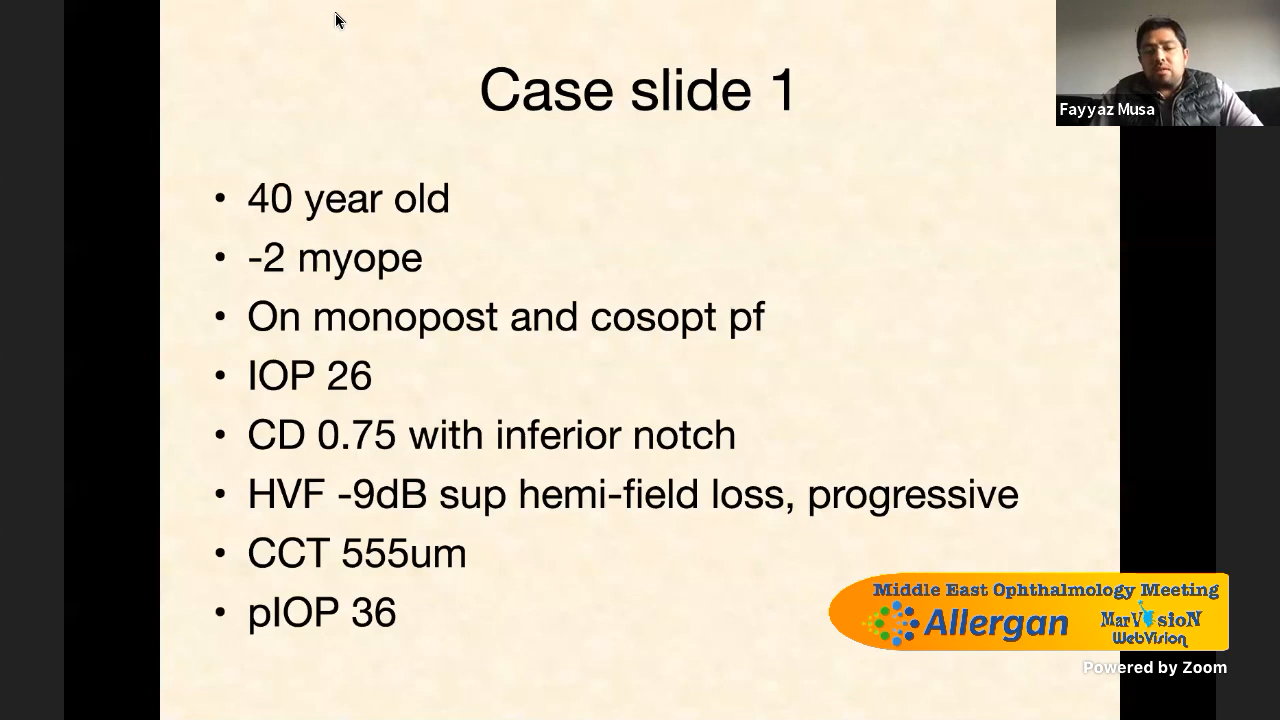 Case slide 1
Fayyaz Musa
• 40 year old
• -2 myope
• On monopost and cosopt pf
• IOP 26
• CD 0.75 with inferior notch
• HVF -9dB sup hemi-field loss, progressive
• CCT 555um
• pIOP 36
Middle East Ophthalmology Meeting
Allergan
MarVision
WebVision
Powered by Zoom